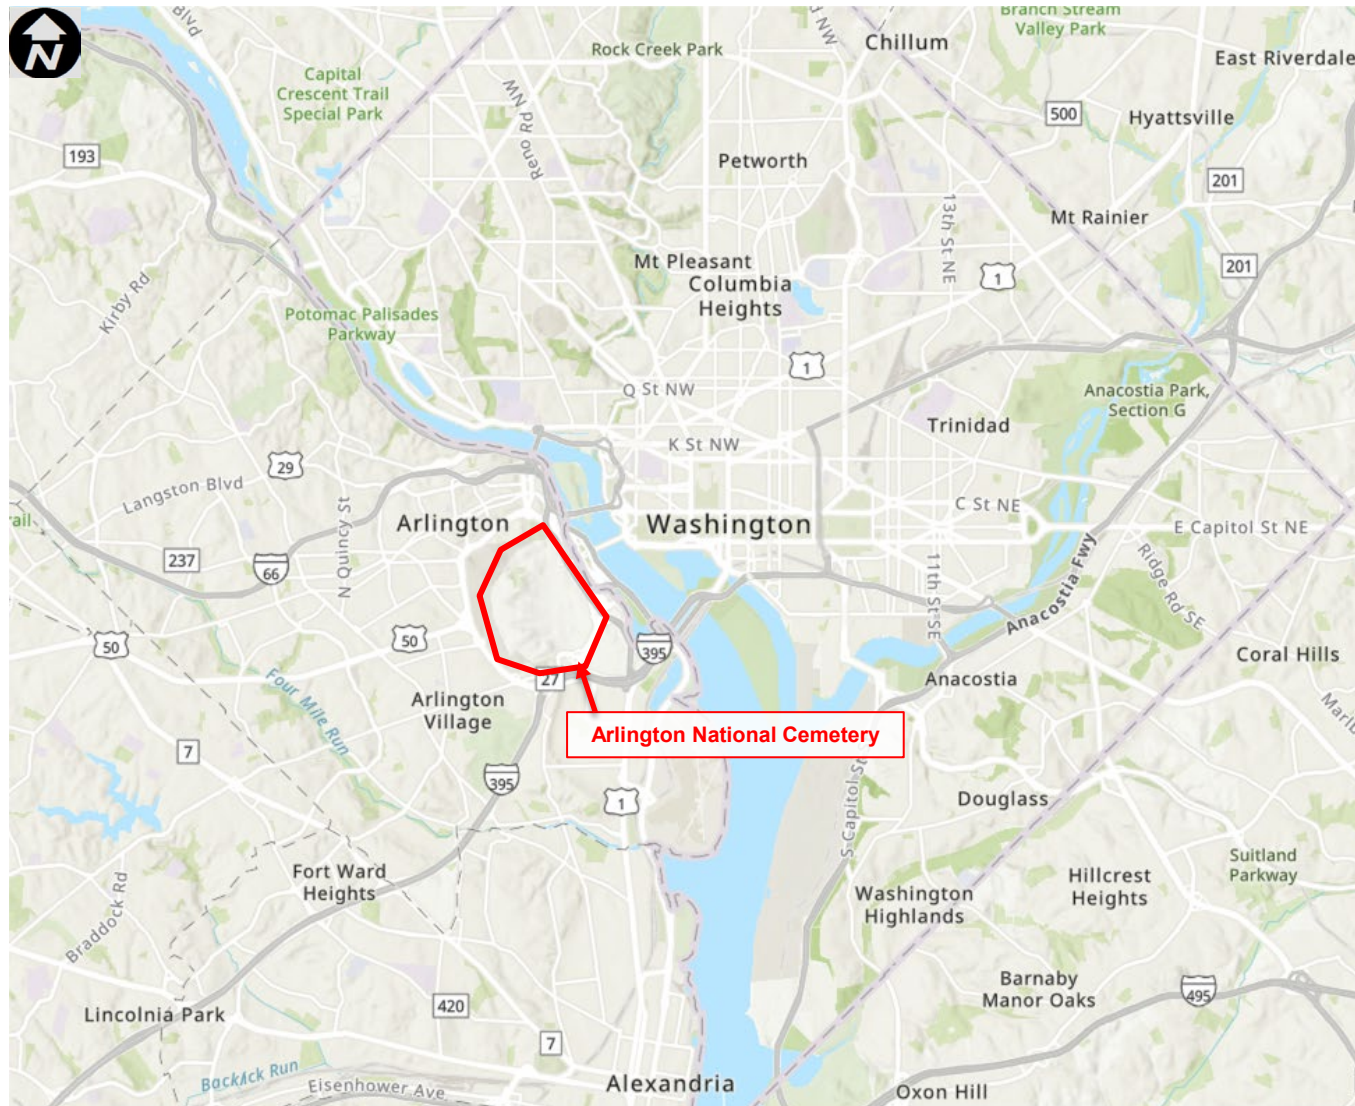 Blvd
N
Branch Stream
Valley Park
Rock Creek Park
Chillum
East Riverdale
Capital
Crescent Trail
Special Park
Reno Rd NW
500
Hyattsville
193
Petworth
201
13th St NE
Mt Rainier
Mt Pleasant
Columbia
Heights
201
1
Kirby Rd
Potomac Palisades
Parkway
1
Q St NW
Anacostia Park,
Section G
Trinidad
K St NW
29
Langston Blvd
N Quincy St
C St NE
Arlington
Washington
E Capitol St NE
237
66
11th St SE
Anacostia Fwy
Ridge Rd SE
50
50
395
Coral Hills
27
Four Mile Run
Arlington
Village
Anacostia
Arlington National Cemetery
7
395
1
S Capitol St
Douglass
Fort Ward
Heights
Suitland
Parkway
Hillcrest
Heights
Braddock Rd
Washington
Highlands
Barnaby
Manor Oaks
495
420
Lincolnia Park
7
Backlick Run
Eisenhower Ave
Alexandria
Oxon Hill